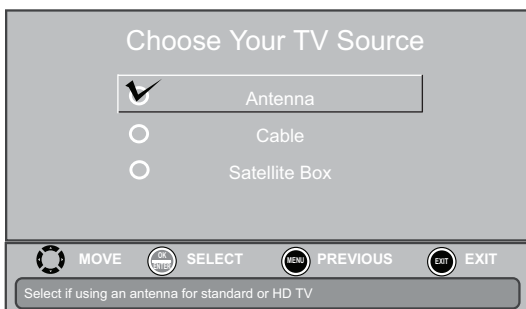 Choose Your TV Source
Antenna
Cable
Satellite Box
MOVE OK ENTER SELECT MENU PREVIOUS EXIT EXIT
Select if using an antenna for standard or HD TV